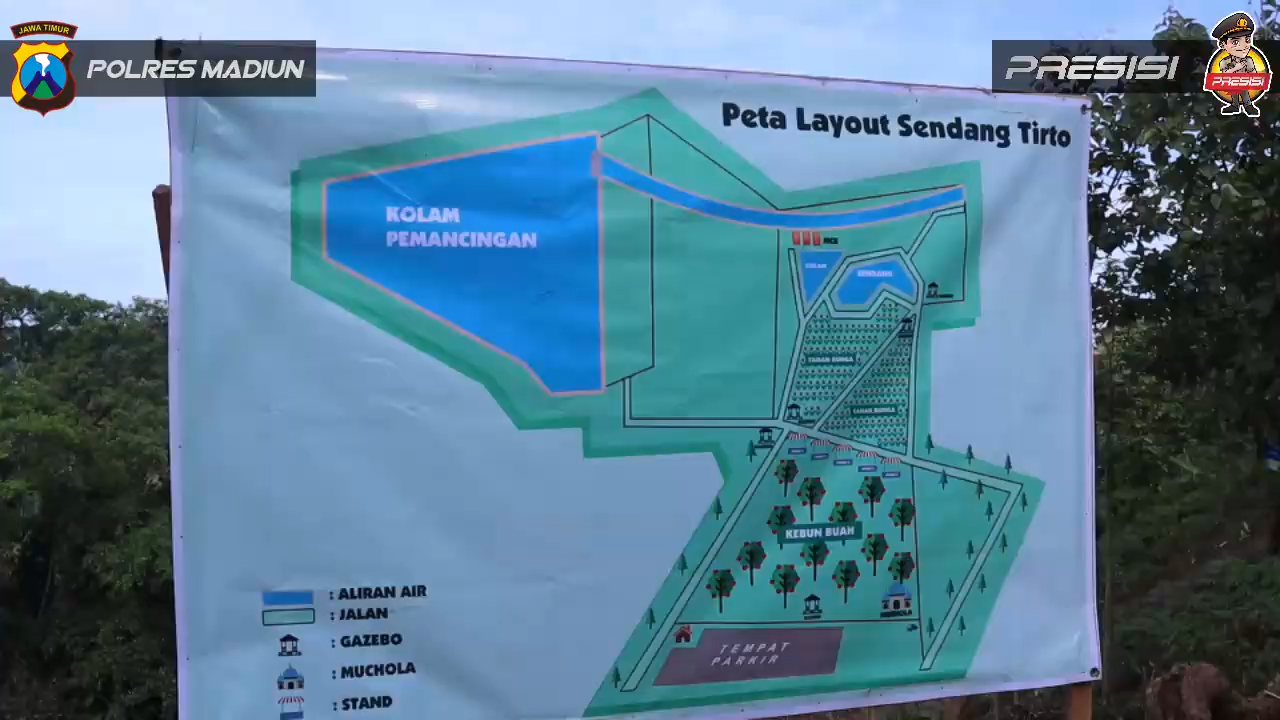 JAWA TIMUR
POLRES MADIUN
PRESISI
PRESISI
Peta Layout Sendang Tirto
KOLAM
PEMANCINGAN
KOLAM
SENDANG
TAMAN BUNGA
TAMAN BUNGA
KEBUN BUAH
MUCHOLA
TEMPAT
PARKIR
: ALIRAN AIR
: JALAN
: GAZEBO
: MUCHOLA
: STAND